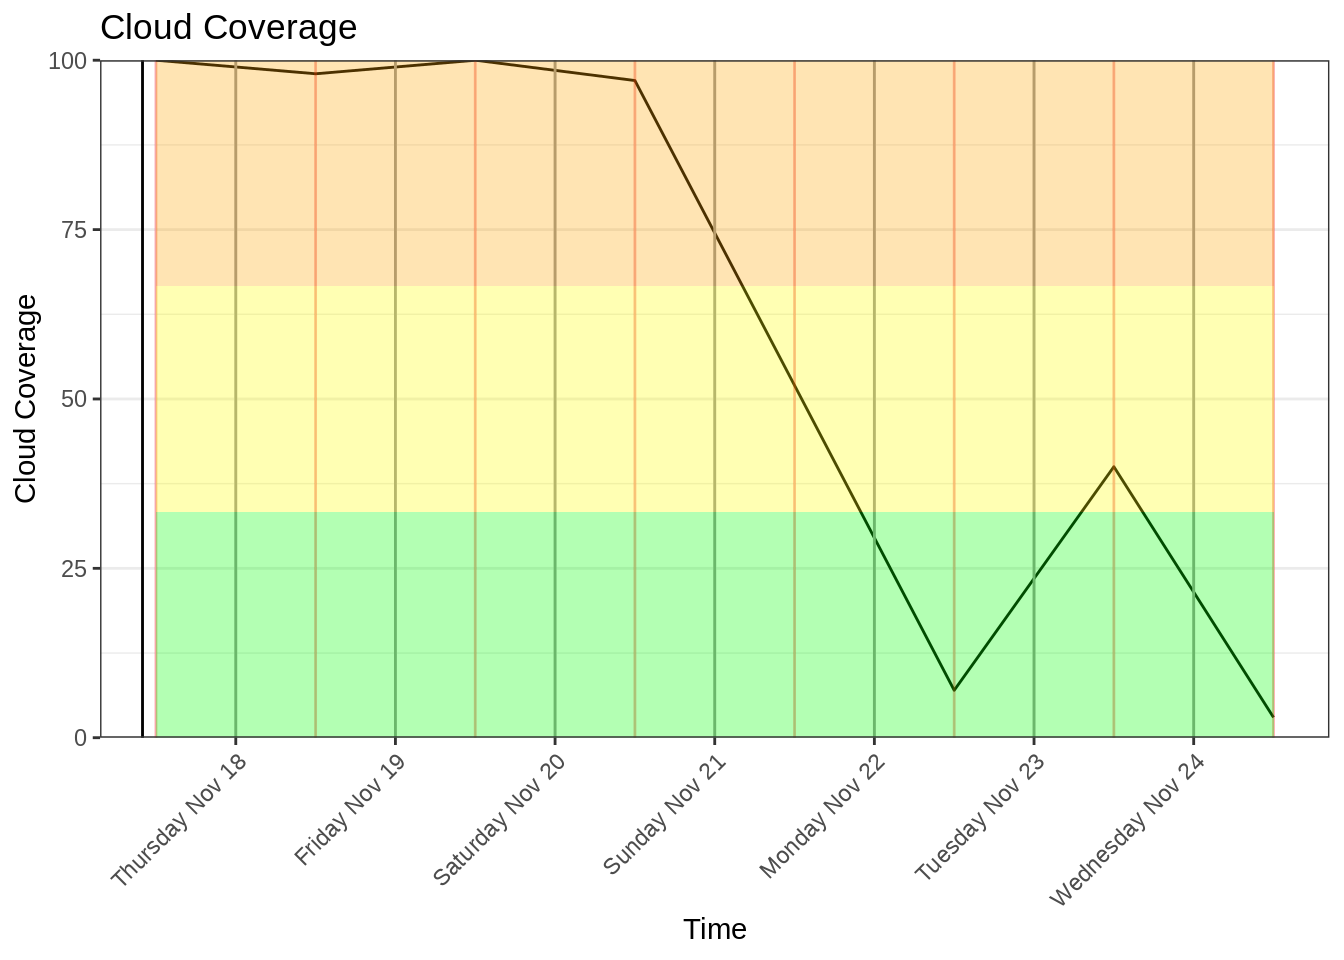 Cloud Coverage
Cloud Coverage
100
75
50
25
0
Thursday Nov 18
Friday Nov 19
Saturday Nov 20
Sunday Nov 21
Monday Nov 22
Tuesday Nov 23
Wednesday Nov 24
Time